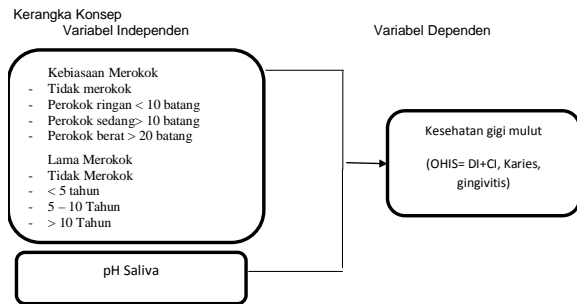 Kerangka Konsep
Variabel Independen
Variabel Dependen
Kebiasaan Merokok
- Tidak merokok
- Perokok ringan < 10 batang
- Perokok sedang> 10 batang
- Perokok berat > 20 batang
Lama Merokok
- Tidak Merokok
- < 5 tahun
- 5 – 10 Tahun
- > 10 Tahun
pH Saliva
Kesehatan gigi mulut
(OHIS= DI+CI, Karies,
gingivitis)